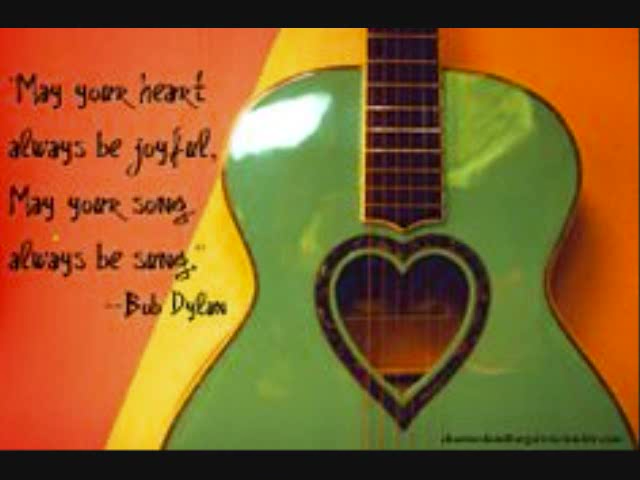 "May your heart
always be joyful,
May your song
always be sung."
--Bob Dylan